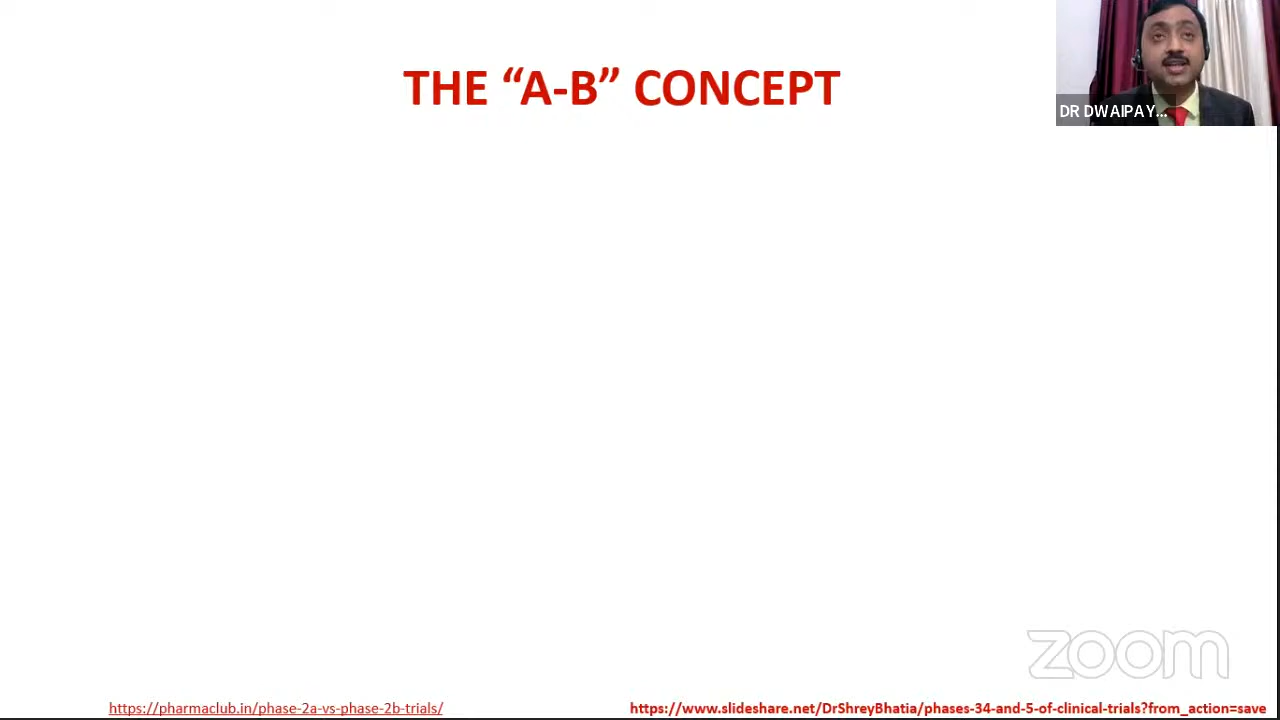 THE “A-B” CONCEPT
DR DWAIPAY...
zoom
https://pharmaclub.in/phase-2a-vs-phase-2b-trials/
https://www.slideshare.net/DrShreyBhatia/phases-34-and-5-of-clinical-trials?from_action=save